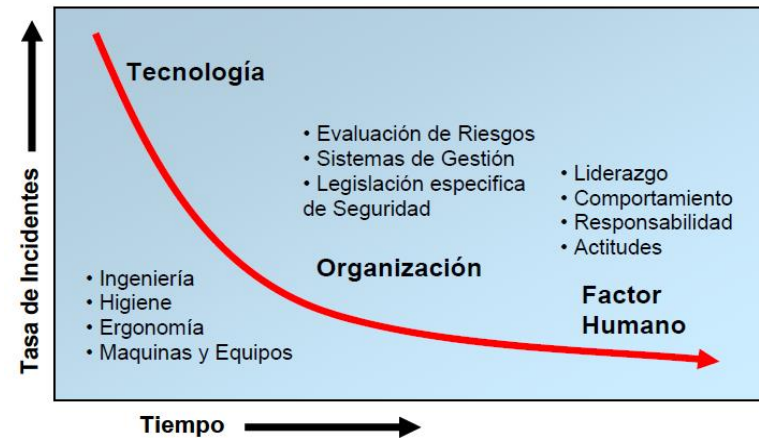 Tasa de Incidentes
Tecnología
• Evaluación de Riesgos
• Sistemas de Gestión
• Legislación especifica
de Seguridad
• Liderazgo
• Comportamiento
• Responsabilidad
• Actitudes
• Ingeniería
• Higiene
• Ergonomía
• Maquinas y Equipos
Organización
Factor
Humano
Tiempo